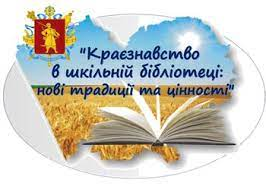 "Краєзнавство
в шкільній бібліотеці:
нові традиції та цінності"